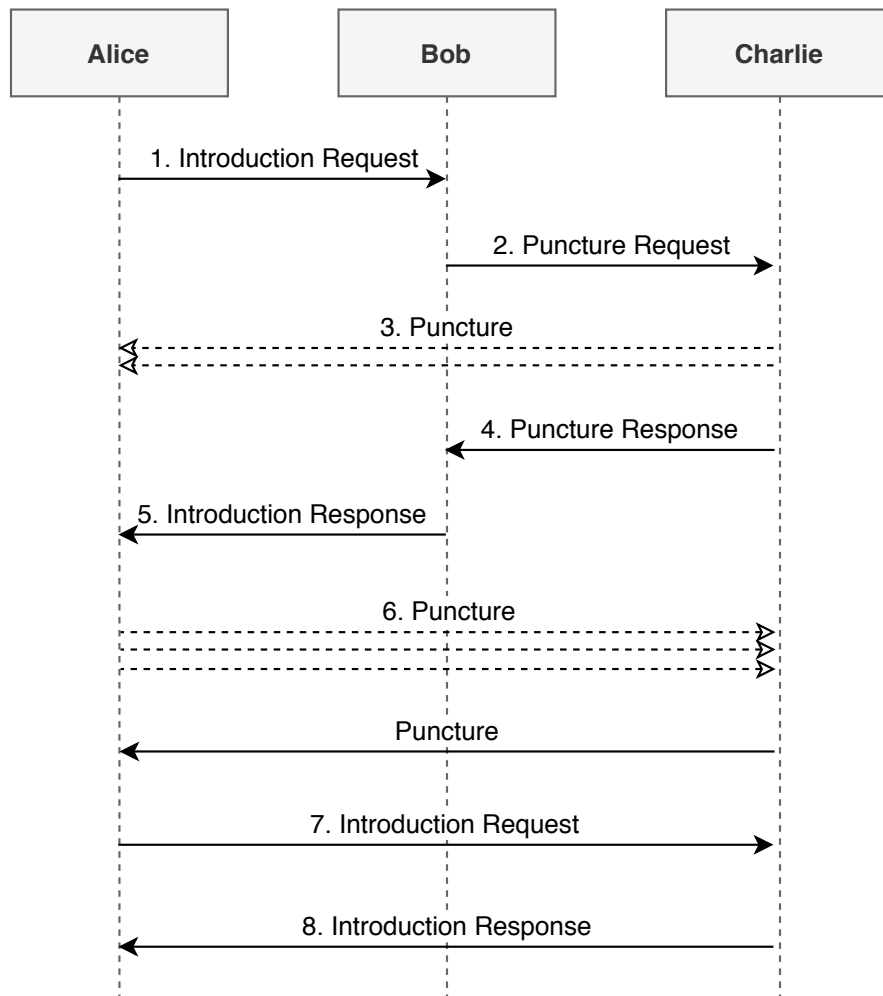 Alice
Bob
Charlie
1. Introduction Request
2. Puncture Request
3. Puncture
4. Puncture Response
5. Introduction Response
6. Puncture
Puncture
7. Introduction Request
8. Introduction Response